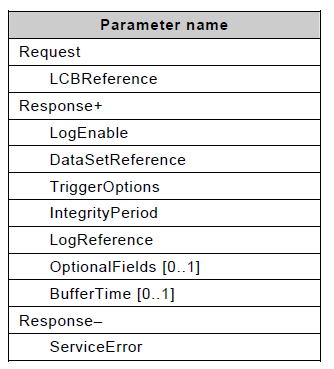 Parameter name
Request
LCBReference
Response+
LogEnable
DataSetReference
TriggerOptions
IntegrityPeriod
LogReference
OptionalFields [0..1]
BufferTime [0..1]
Response–
ServiceError